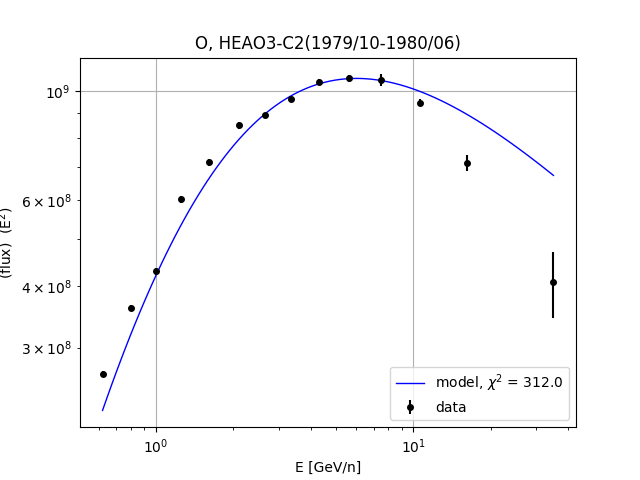 O, HEAO3-C2(1979/10-1980/06)
10⁹
6 × 10⁸
4 × 10⁸
3 × 10⁸
(flux) (E²)
model, χ² = 312.0
data
10⁰ 10¹
E [GeV/n]